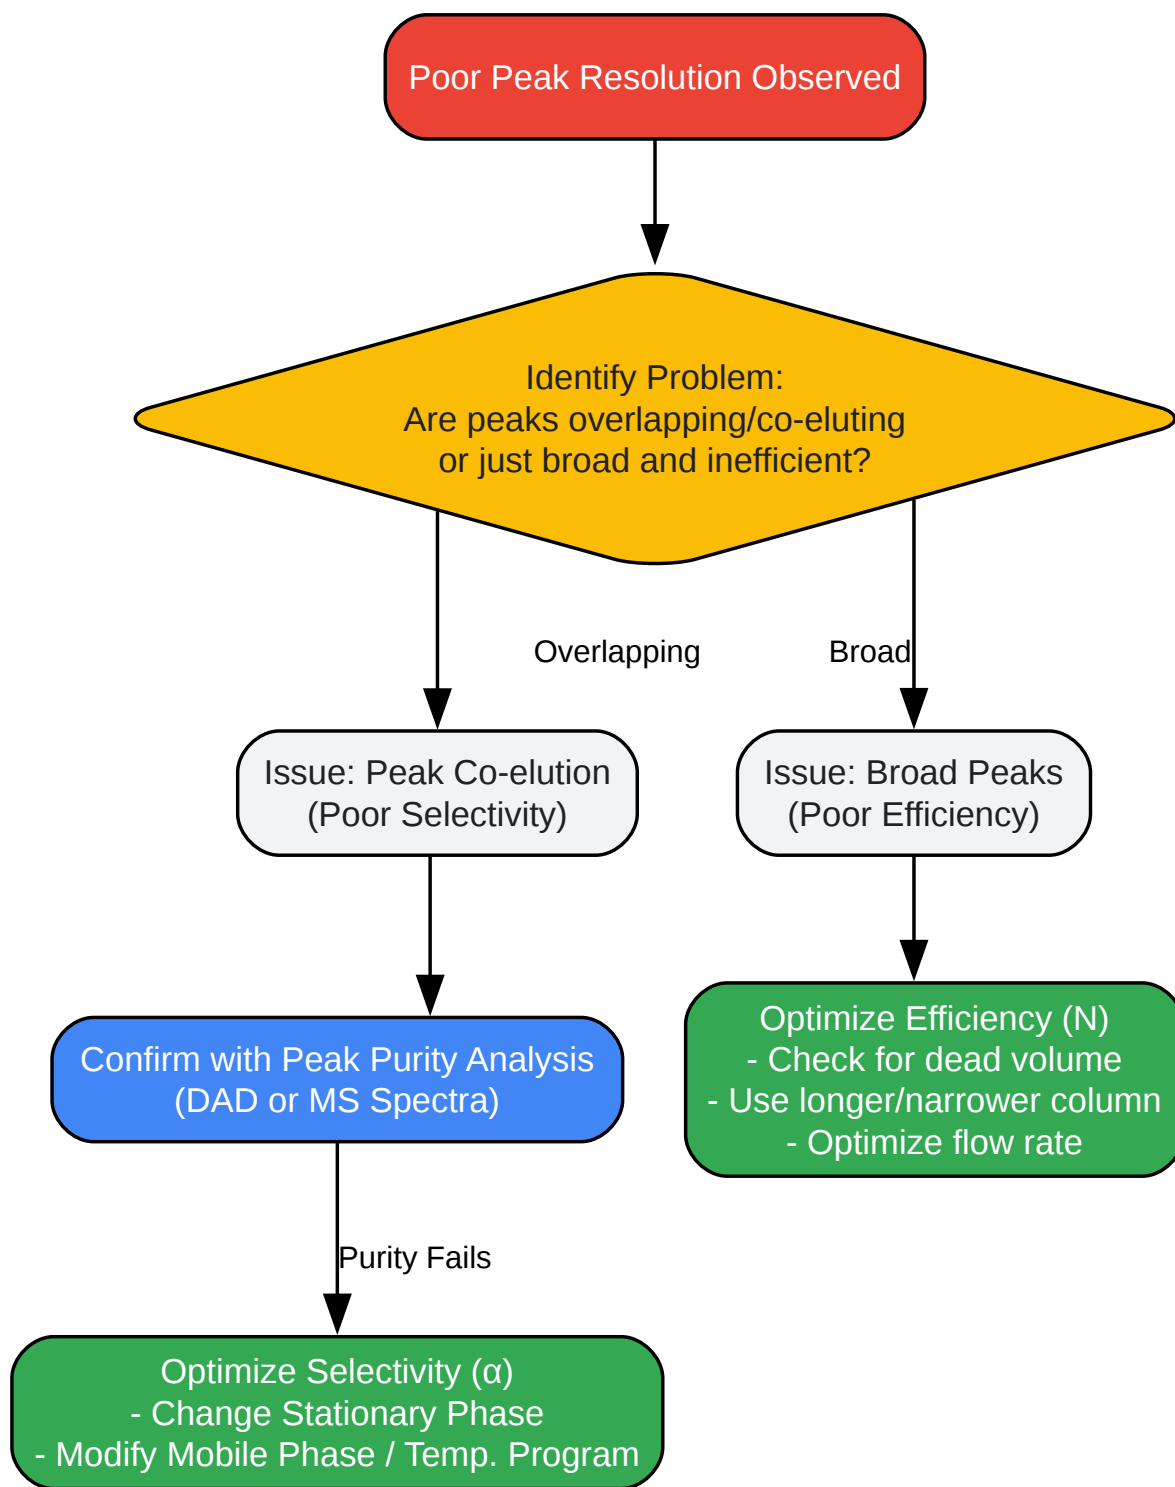 Poor Peak Resolution Observed
Identify Problem:
Are peaks overlapping/co-eluting
or just broad and inefficient?
Overlapping
Broad
Issue: Peak Co-elution
(Poor Selectivity)
Issue: Broad Peaks
(Poor Efficiency)
Confirm with Peak Purity Analysis
(DAD or MS Spectra)
Optimize Efficiency (N)
- Check for dead volume
- Use longer/narrower column
- Optimize flow rate
Purity Fails
Optimize Selectivity (α)
- Change Stationary Phase
- Modify Mobile Phase / Temp. Program